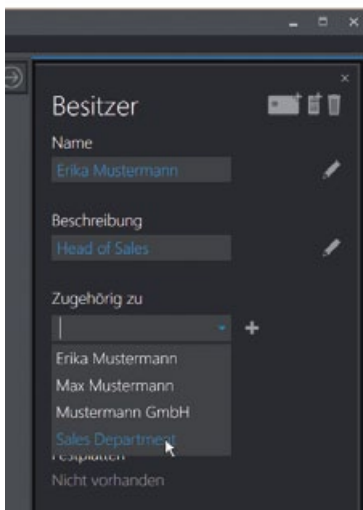 Besitzer
Name
Erika Mustermann
Beschreibung
Head of Sales
Zugehörig zu
Erika Mustermann
Max Mustermann
Mustermann GmbH
Sales Department
Festplatten
Nicht vorhanden